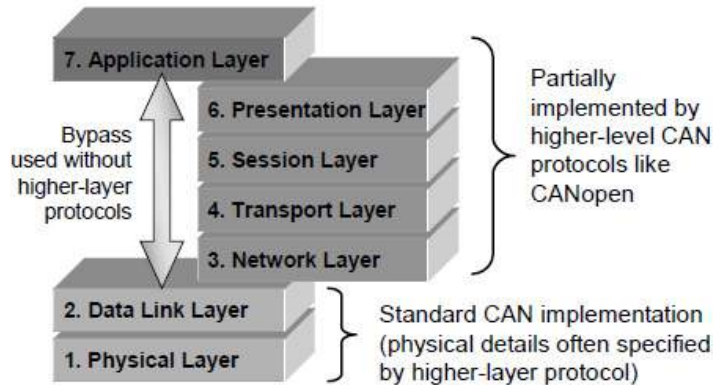 7. Application Layer
6. Presentation Layer
5. Session Layer
4. Transport Layer
3. Network Layer
2. Data Link Layer
1. Physical Layer
Bypass
used without
higher-layer
protocols
Partially
implemented by
higher-level CAN
protocols like
CANopen
Standard CAN implementation
(physical details often specified
by higher-layer protocol)